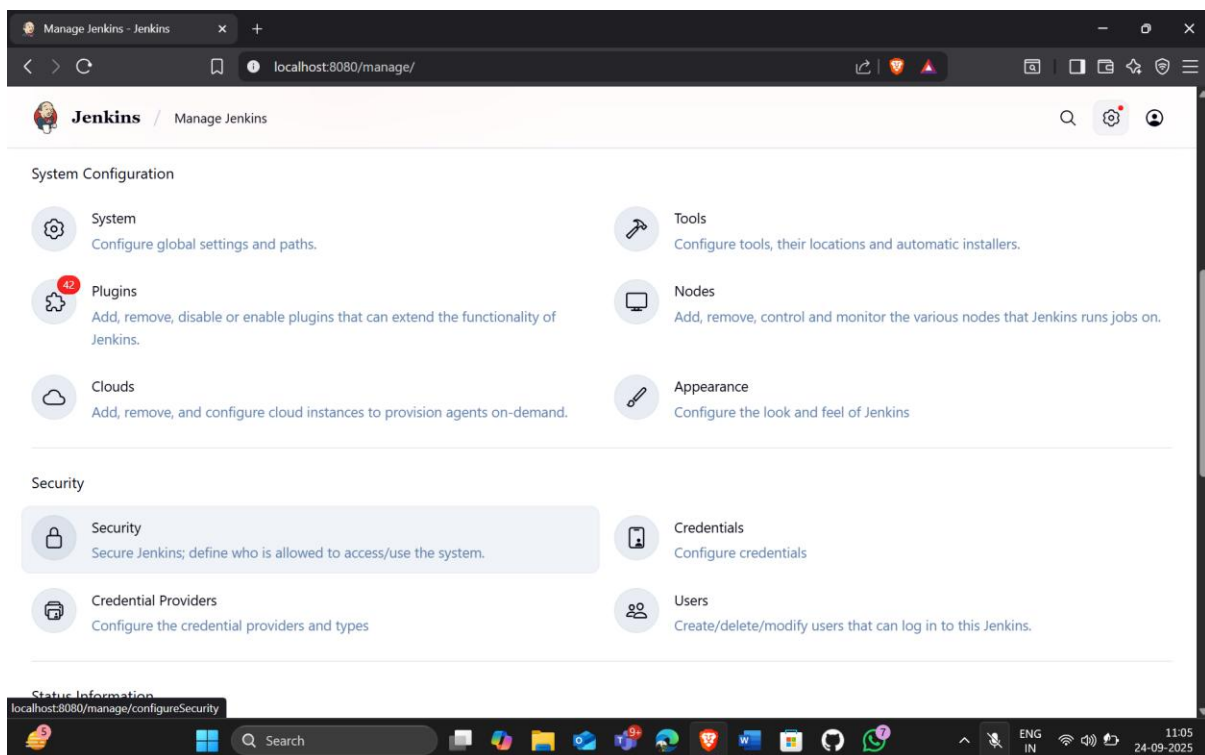 Manage Jenkins - Jenkins
localhost:8080/manage/
Jenkins / Manage Jenkins
System Configuration
System
Configure global settings and paths.
Tools
Configure tools, their locations and automatic installers.
42
Plugins
Add, remove, disable or enable plugins that can extend the functionality of
Jenkins.
Nodes
Add, remove, control and monitor the various nodes that Jenkins runs jobs on.
Clouds
Add, remove, and configure cloud instances to provision agents on-demand.
Appearance
Configure the look and feel of Jenkins
Security
Security
Secure Jenkins; define who is allowed to access/use the system.
Credentials
Configure credentials
Credential Providers
Configure the credential providers and types
Users
Create/delete/modify users that can log in to this Jenkins.
Status Information
localhost:8080/manage/configureSecurity
5
Search
9+
7
ENG
IN
11:05
24-09-2025